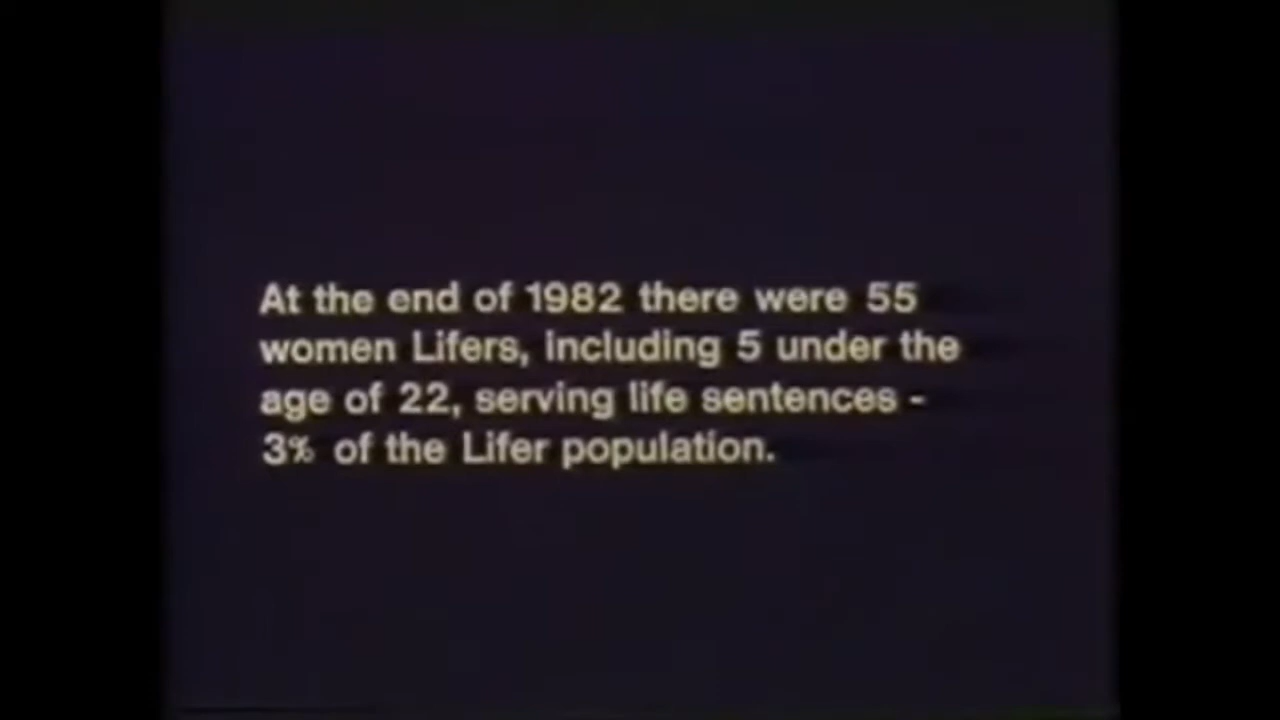 At the end of 1982 there were 55
women Lifers, including 5 under the
age of 22, serving life sentences -
3% of the Lifer population.